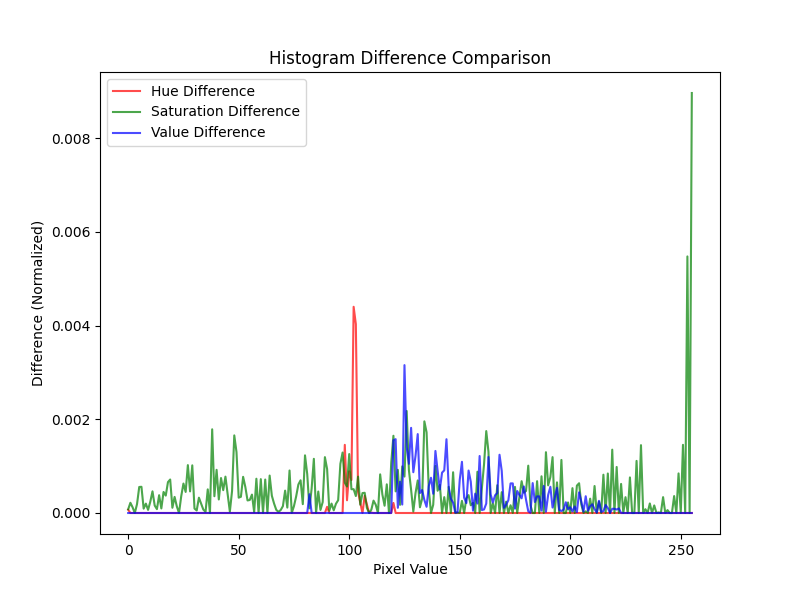 Histogram Difference Comparison
Hue Difference
Saturation Difference
Value Difference
Difference (Normalized)
0.008
0.006
0.004
0.002
0.000
0 50 100 150 200 250
Pixel Value